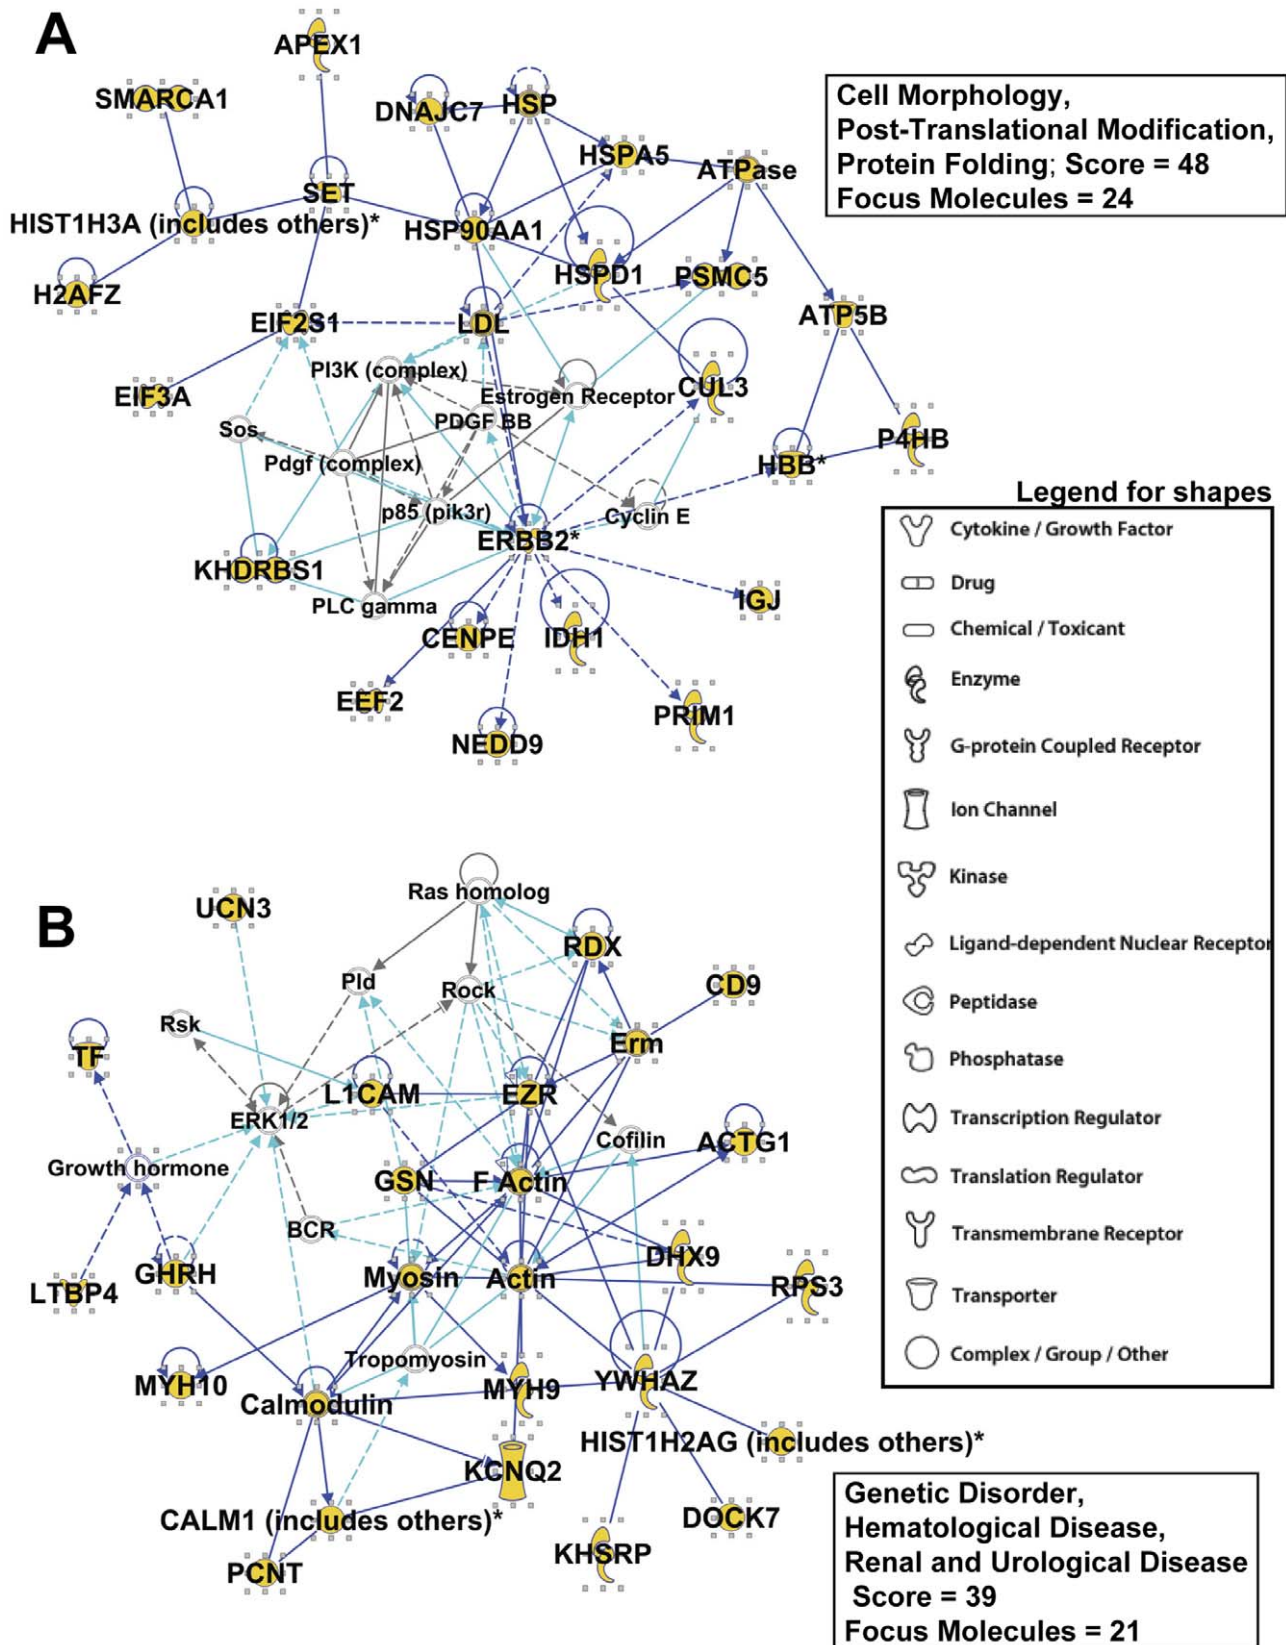 A
APEX1
SMARCA1
DNAJC7
HSP
HSPA5
ATPase
Cell Morphology,
Post-Translational Modification,
Protein Folding; Score = 48
Focus Molecules = 24
SET
HIST1H3A (includes others)*
HSP90AA1
H2AFZ
HSPD1
PSMC5
EIF2S1
LDL
ATP5B
PI3K (complex)
EIF3A
Estrogen Receptor
CUL3
Sos
PDGF BB
P4HB
Pdgf (complex)
HBB*
p85 (pik3r)
Cyclin E
ERBB2*
KHDRBS1
PLC gamma
IGJ
CENPE
IDH1
EEF2
PRIM1
NEDD9
Legend for shapes
Cytokine / Growth Factor
Drug
Chemical / Toxicant
Enzyme
G-protein Coupled Receptor
Ion Channel
Kinase
Ligand-dependent Nuclear Receptor
Peptidase
Phosphatase
Transcription Regulator
Translation Regulator
Transmembrane Receptor
Transporter
Complex / Group / Other
B
UCN3
Ras homolog
RDX
Pld
Rock
CD9
Rsk
TF
Erm
L1CAM
EZR
ERK1/2
Cofilin
ACTG1
Growth hormone
GSN
F Actin
BCR
DHX9
LTBP4
GHRH
Myosin
Actin
RPS3
Tropomyosin
MYH10
MYH9
YWHAZ
Calmodulin
HIST1H2AG (includes others)*
KCNQ2
CALM1 (includes others)*
DOCK7
KHSRP
PCNT
Genetic Disorder,
Hematological Disease,
Renal and Urological Disease
Score = 39
Focus Molecules = 21